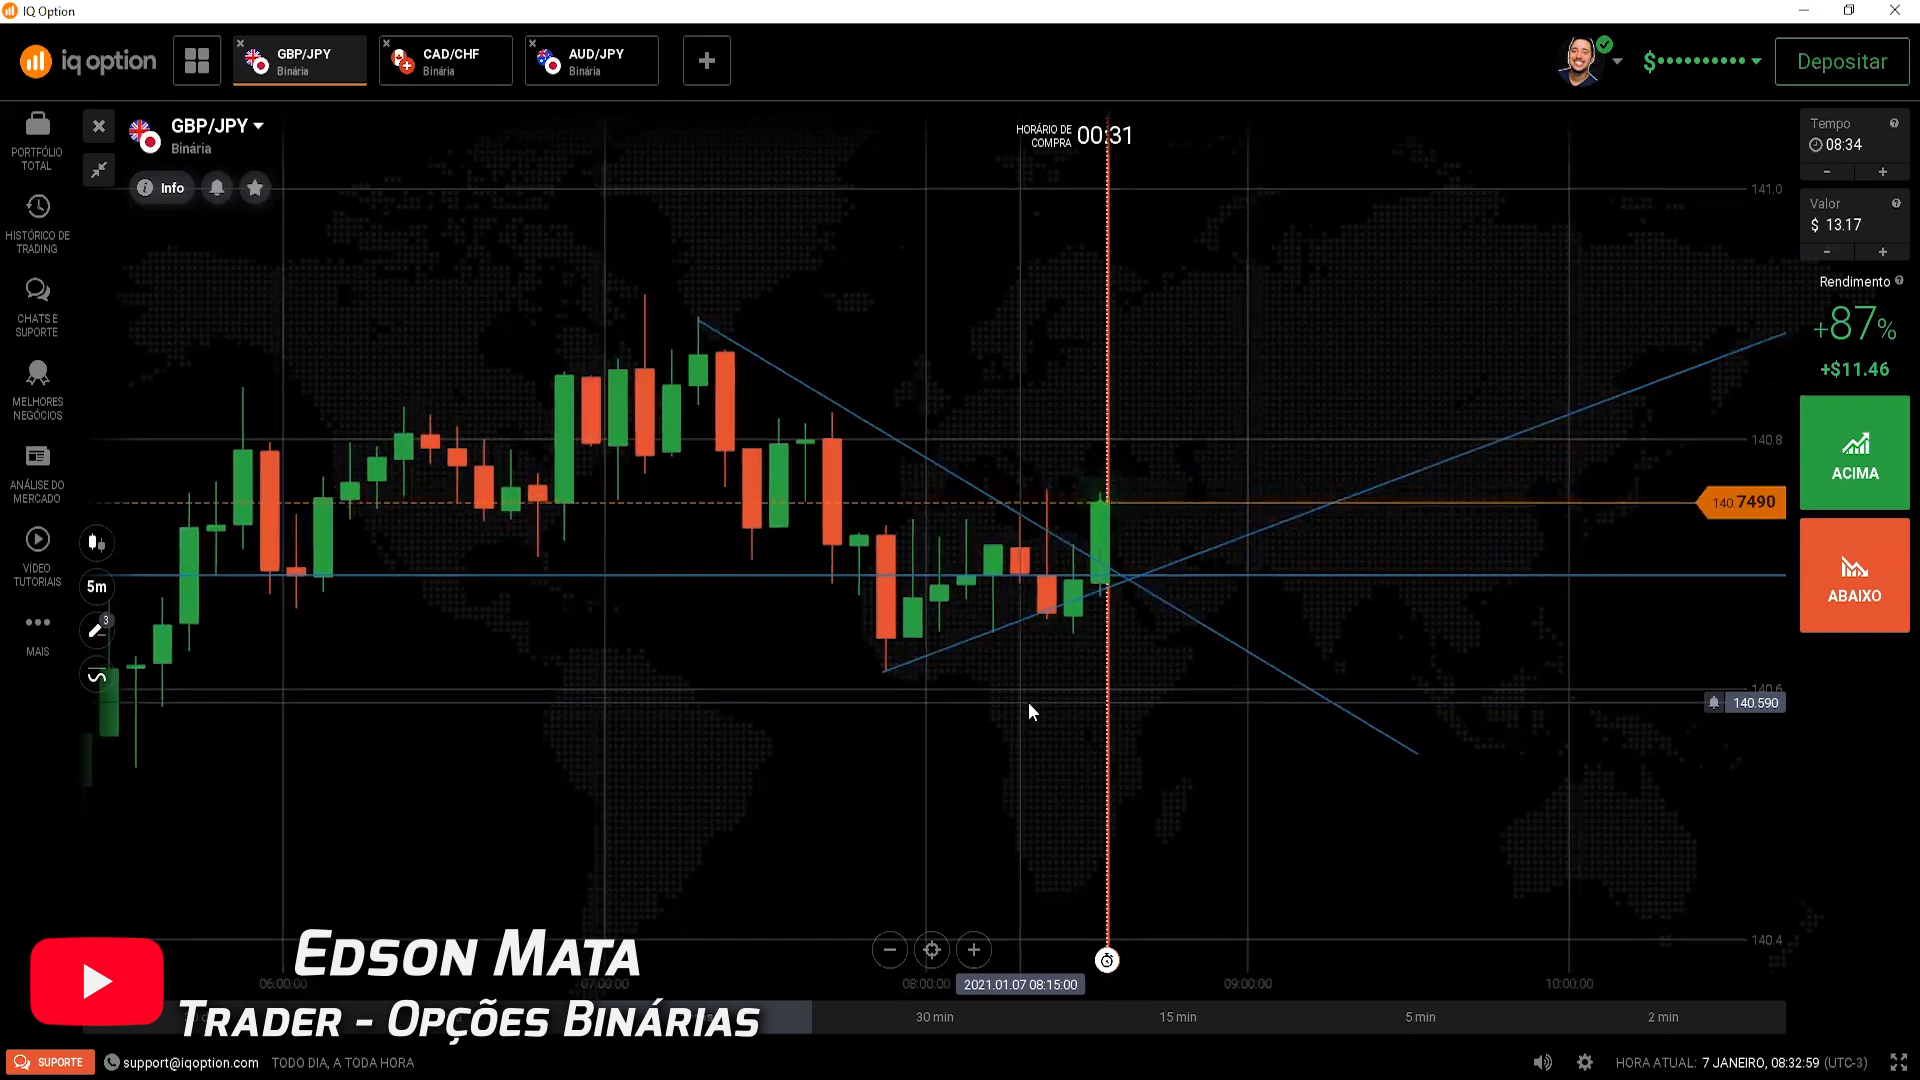 IQ Option
iq option
GBP/JPY
Binária
CAD/CHF
Binária
AUD/JPY
Binária
Depositar
PORTFÓLIO
TOTAL
HISTÓRICO DE
TRADING
CHATS E
SUPORTE
MELHORES
NEGÓCIOS
ANÁLISE DO
MERCADO
VÍDEO
TUTORIAIS
MAIS
GBP/JPY
Binária
Info
5m
3
HORÁRIO DE
COMPRA
00:31
141.0
140.8
140.7490
140.6
140.590
140.4
Tempo
08:34
- +
Valor
$ 13.17
- +
Rendimento
+87%
+$11.46
ACIMA
ABAIXO
06:00:00
07:00:00
08:00:00
2021.01.07 08:15:00
09:00:00
10:00:00
30 min
15 min
5 min
2 min
EDSON MATA
TRADER - OPÇÕES BINÁRIAS
SUPORTE
support@iqoption.com
TODO DIA, A TODA HORA
HORA ATUAL: 7 JANEIRO, 08:32:59 (UTC-3)